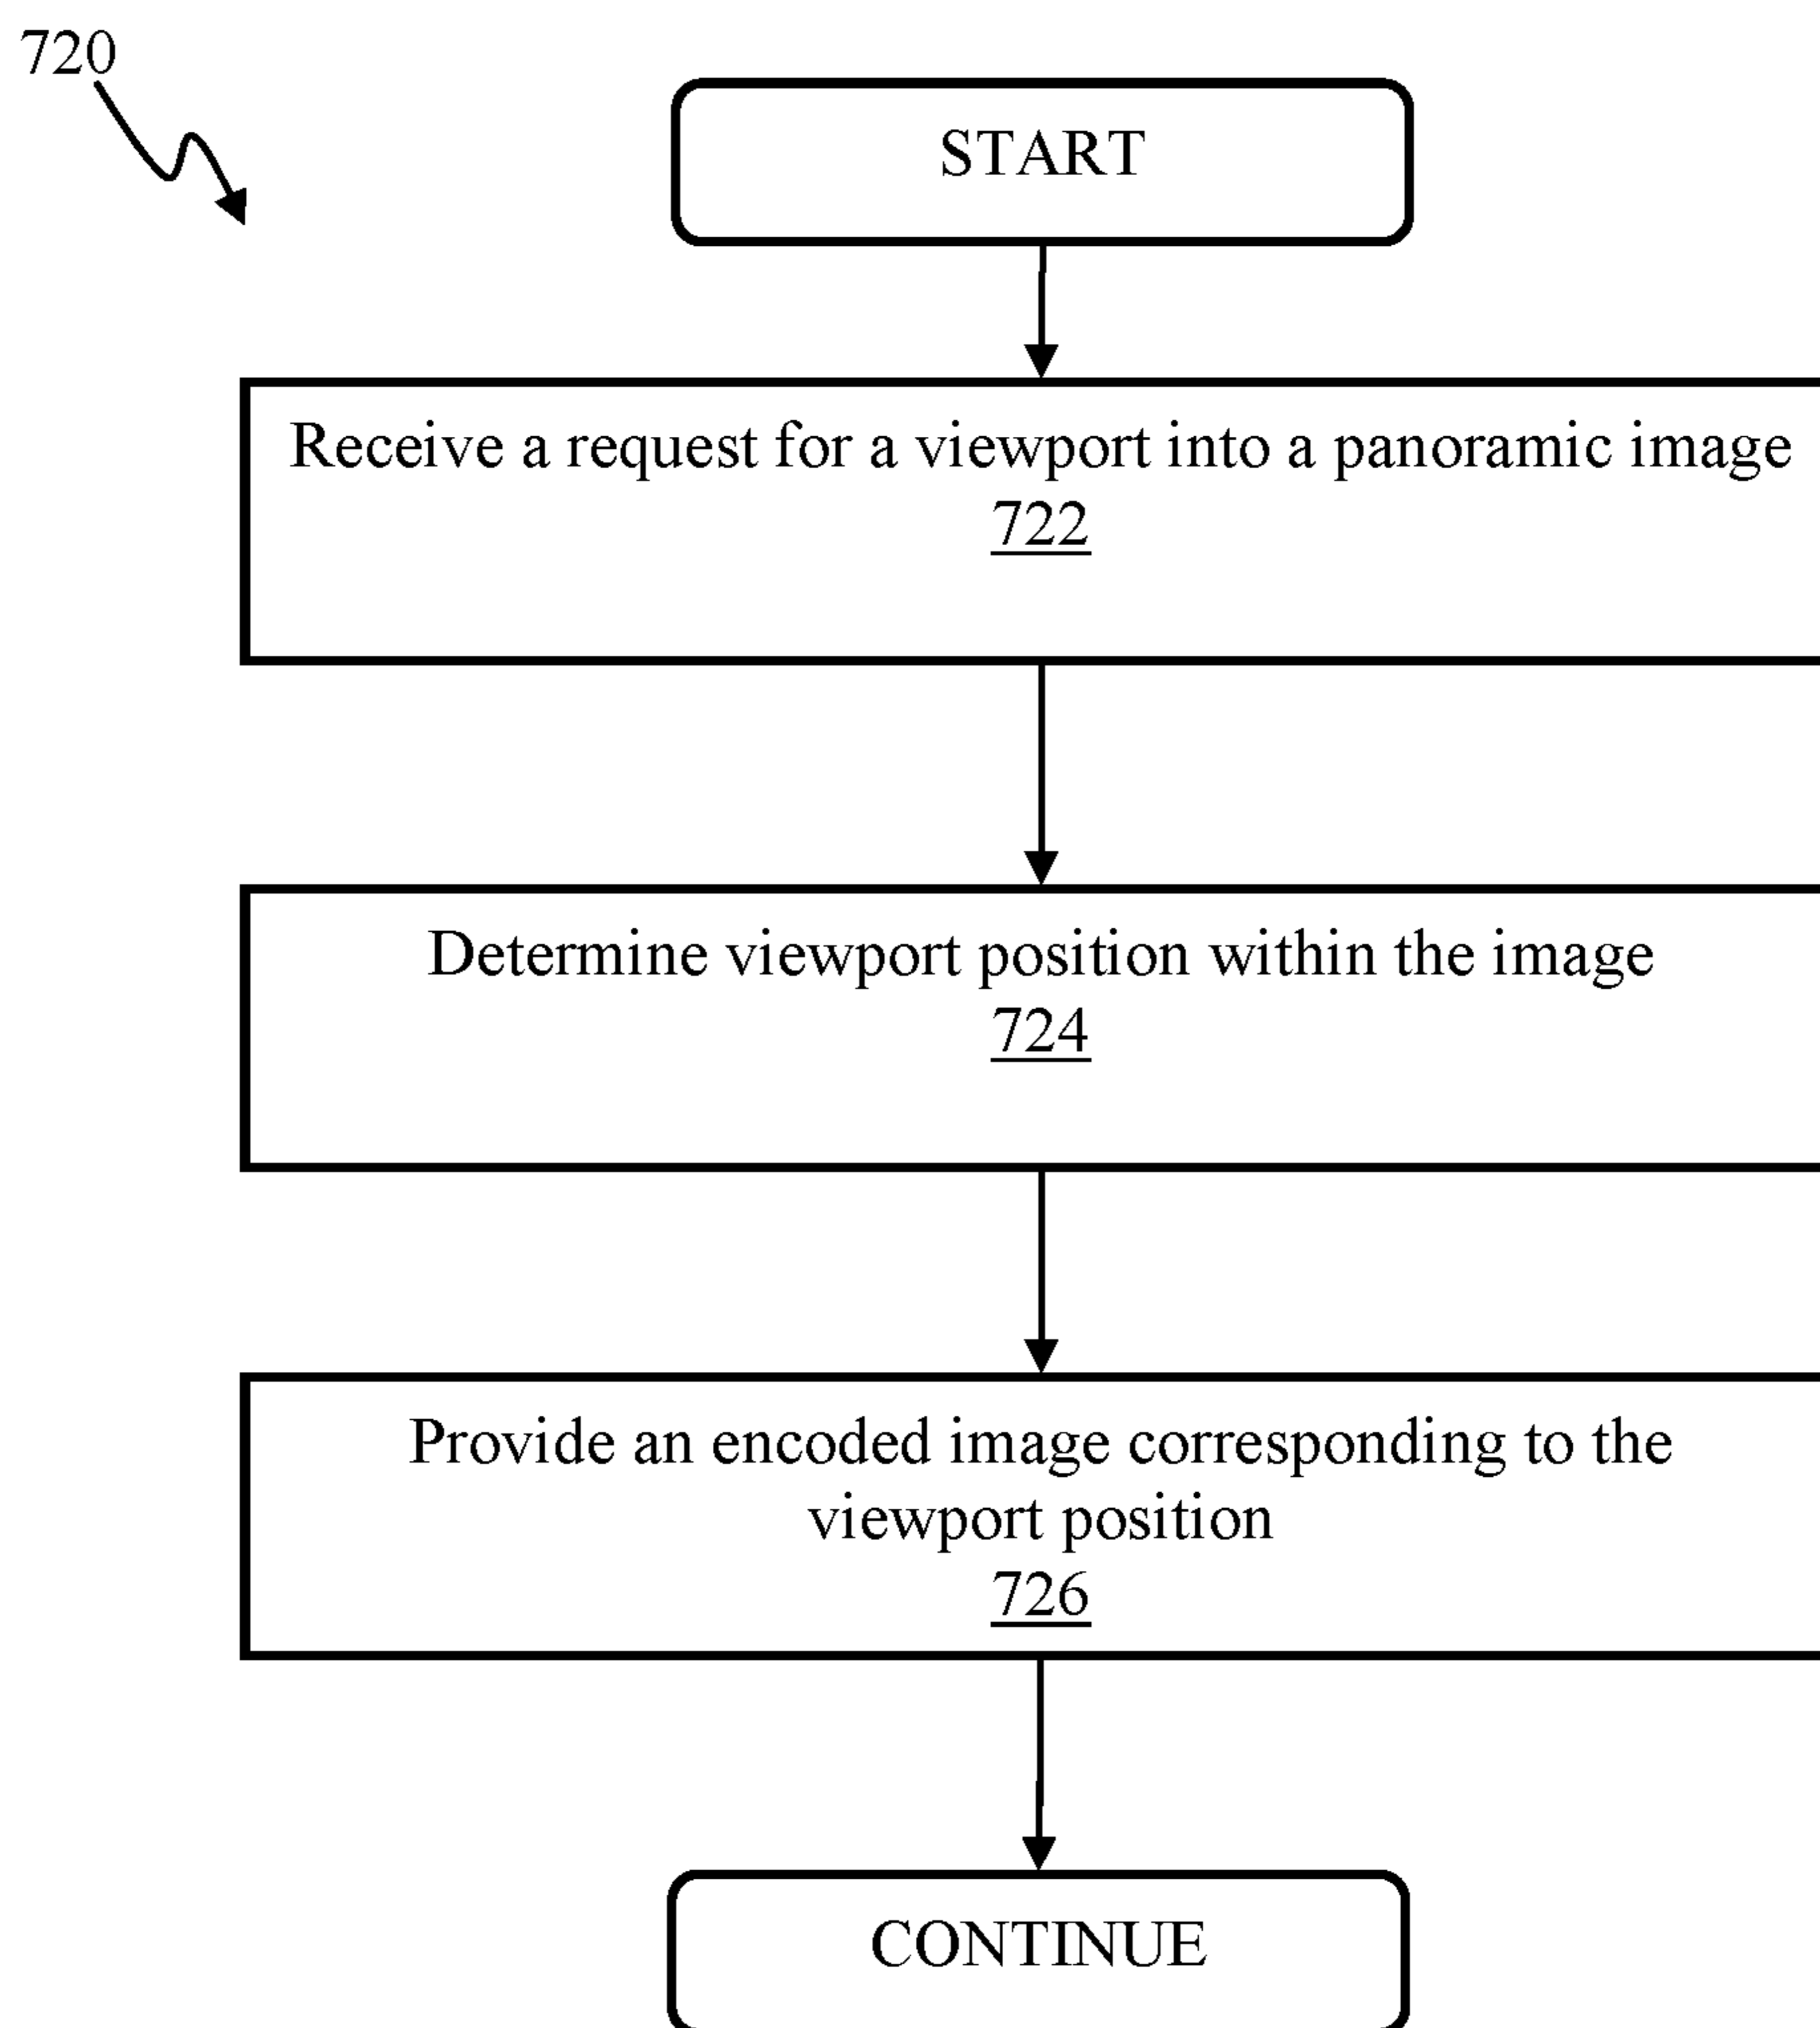 720
START
Receive a request for a viewport into a panoramic image
722
Determine viewport position within the image
724
Provide an encoded image corresponding to the
viewport position
726
CONTINUE